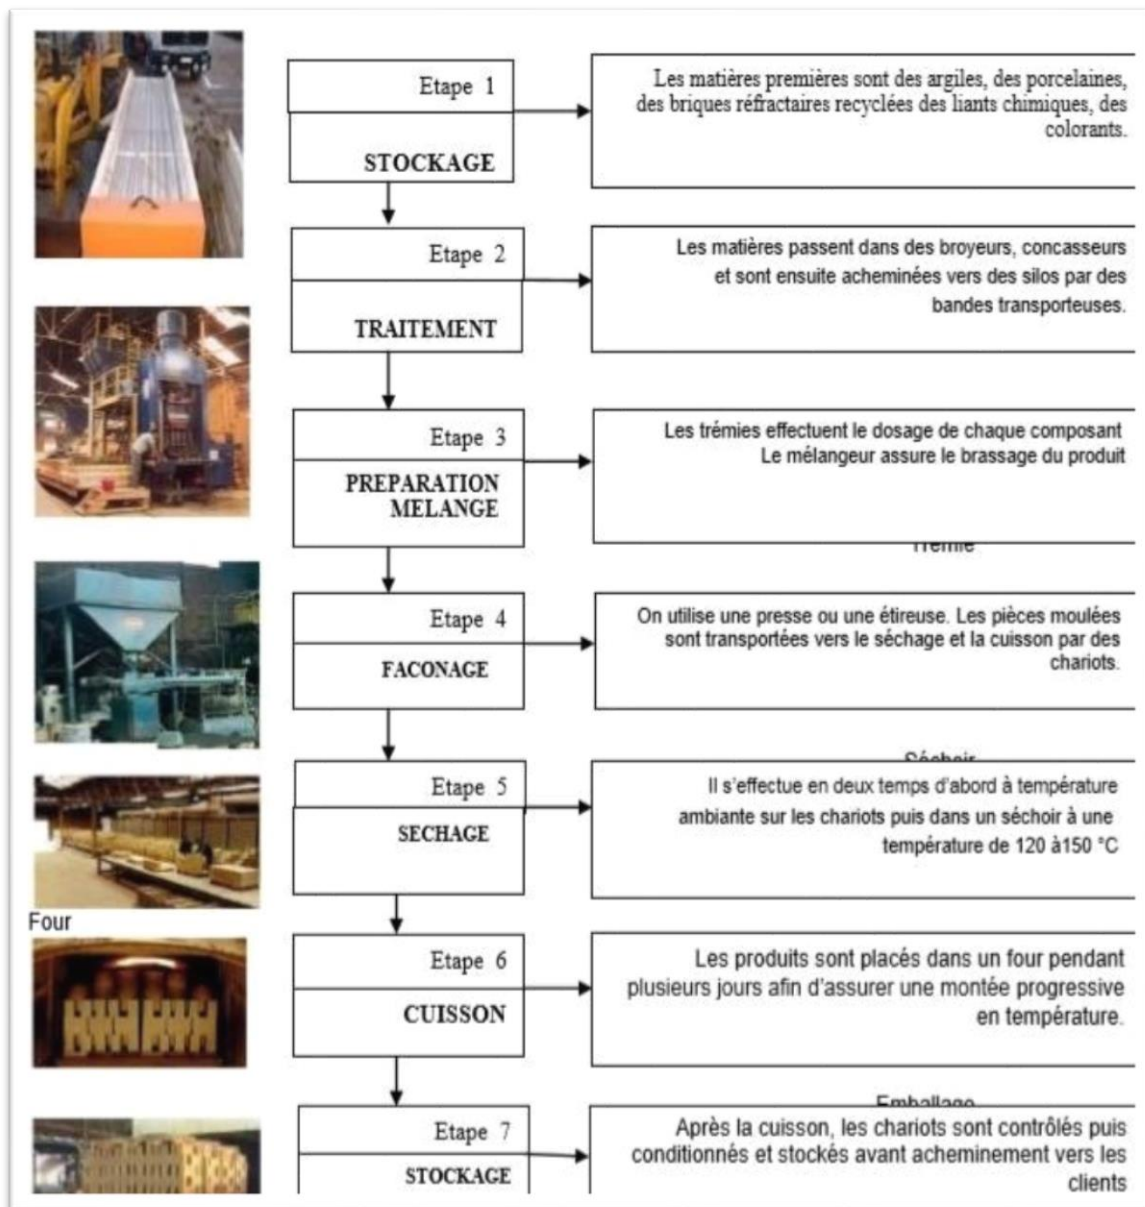 Etape 1
STOCKAGE
Les matières premières sont des argiles, des porcelaines,
des briques réfractaires recyclées des liants chimiques, des
colorants.
Etape 2
TRAITEMENT
Les matières passent dans des broyeurs, concasseurs
et sont ensuite acheminées vers des silos par des
bandes transporteuses.
Etape 3
PREPARATION
MELANGE
Les trémies effectuent le dosage de chaque composant
Le mélangeur assure le brassage du produit
Trémie
Etape 4
FACONAGE
On utilise une presse ou une étireuse. Les pièces moulées
sont transportées vers le séchage et la cuisson par des
chariots.
Séchoir
Etape 5
SECHAGE
Il s'effectue en deux temps d'abord à température
ambiante sur les chariots puis dans un séchoir à une
température de 120 à150 °C
Four
Etape 6
CUISSON
Les produits sont placés dans un four pendant
plusieurs jours afin d'assurer une montée progressive
en température.
Emballage
Etape 7
STOCKAGE
Après la cuisson, les chariots sont contrôlés puis
conditionnés et stockés avant acheminement vers les
clients